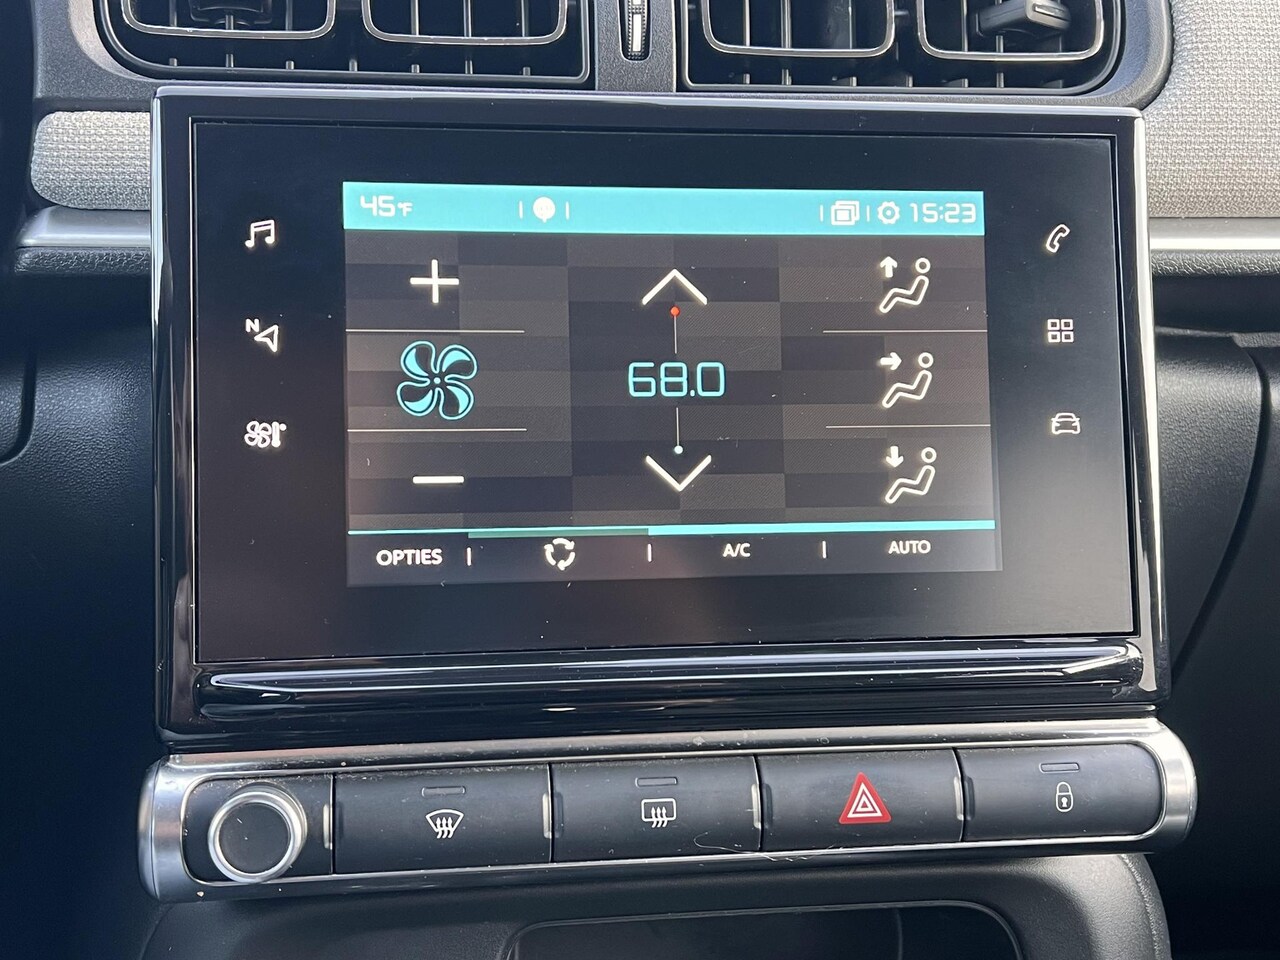 45°F 15:23
N
68.0
OPTIES A/C AUTO